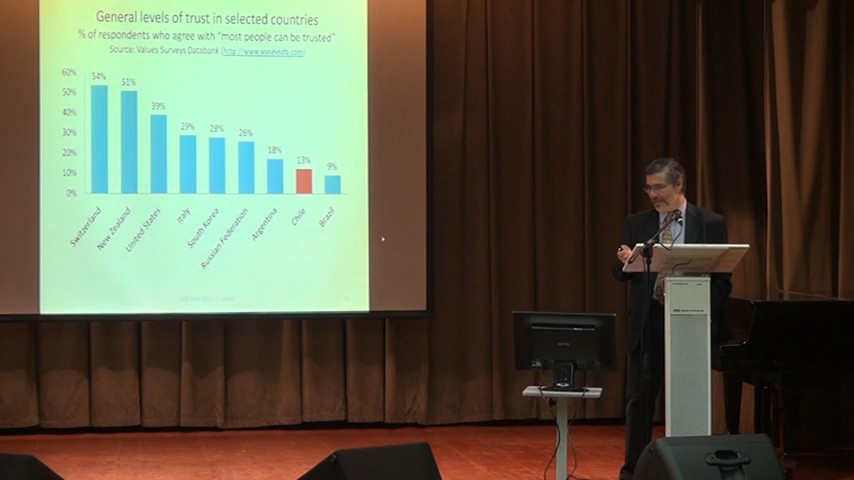 General levels of trust in selected countries
% of respondents who agree with "most people can be trusted"
Source: Values Surveys Databank (http://www.wvsevsdb.com)
60%
50%
40%
30%
20%
10%
0%
54%
51%
39%
29%
28%
26%
18%
13%
9%
Switzerland
New Zealand
United States
Italy
South Korea
Russian Federation
Argentina
Chile
Brazil